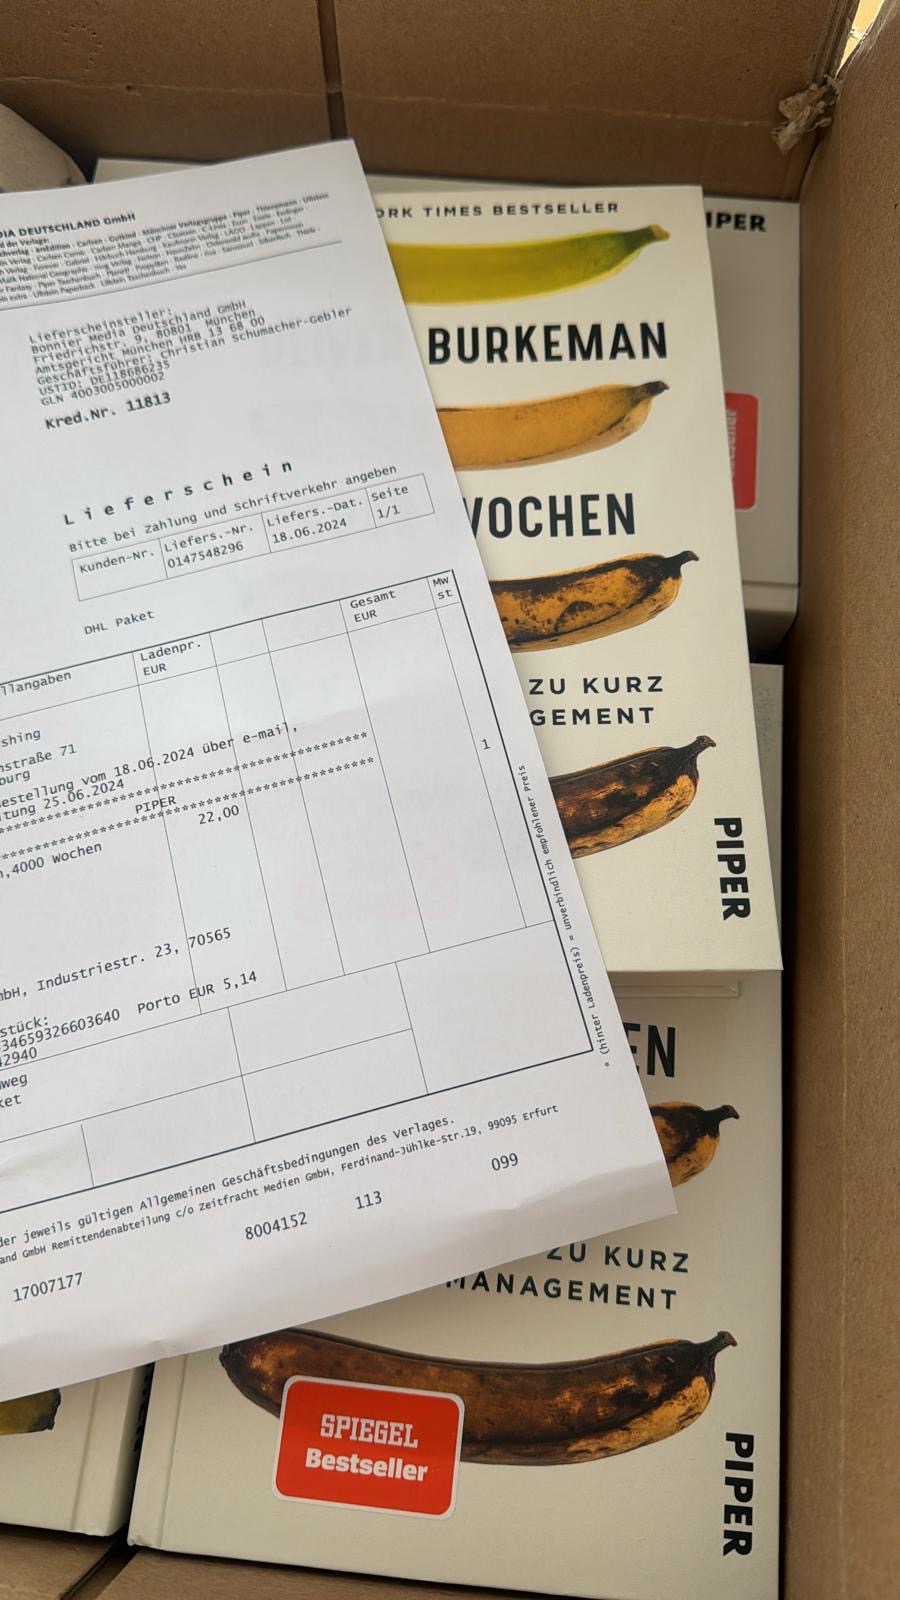 DIA DEUTSCHLAND GmbH
Lieferscheinsteller:
Bonnier Media Deutschland GmbH
Friedrichstr. 9, 80801 München
Amtsgericht München HRB 13 68 00
Geschäftsführer: Christian Schumacher-Gebler
USTID: DE118686235
GLN 4003005000002
Kred.Nr. 11813
Lieferschein
Bitte bei Zahlung und Schriftverkehr angeben
Kunden-Nr. Liefers.-Nr. Liefers.-Dat. Seite
0147548296 18.06.2024 1/1
DHL Paket
llangaben Ladenpr. EUR Gesamt EUR Mw st
shing
nstraße 71
burg
estellung vom 18.06.2024 über e-mail,
tung 25.06.2024
****************************************
PIPER
****************************************
n,4000 Wochen 22,00 1
mbH, Industriestr. 23, 70565
stück:
34659326603640 Porto EUR 5,14
42940
weg
ket
* (hinter Ladenpreis) = unverbindlich empfohlener Preis
der jeweils gültigen Allgemeinen Geschäftsbedingungen des Verlages.
and GmbH Remittendenabteilung c/o Zeitfracht Medien GmbH, Ferdinand-Jühlke-Str.19, 99095 Erfurt
17007177 8004152 113 099
ORK TIMES BESTSELLER
BURKEMAN
WOCHEN
ZU KURZ
GEMENT
PIPER
IPER
EN
ZU KURZ
MANAGEMENT
SPIEGEL
Bestseller
PIPER